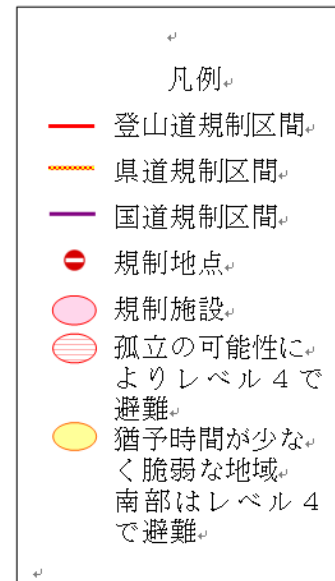 凡例
登山道規制区間
県道規制区間
国道規制区間
規制地点
規制施設
孤立の可能性に
よりレベル４で
避難
猶予時間が少な
く脆弱な地域
南部はレベル４
で避難